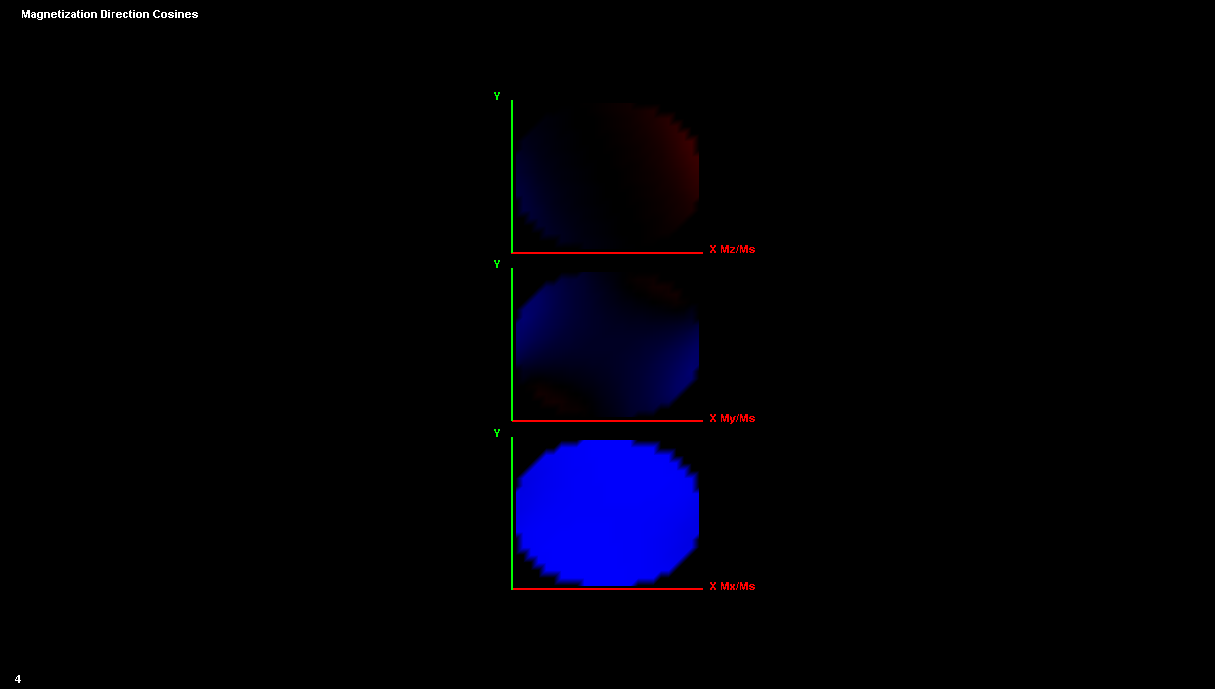 Magnetization Direction Cosines
Y
X Mz/Ms
Y
X My/Ms
Y
X Mx/Ms
4